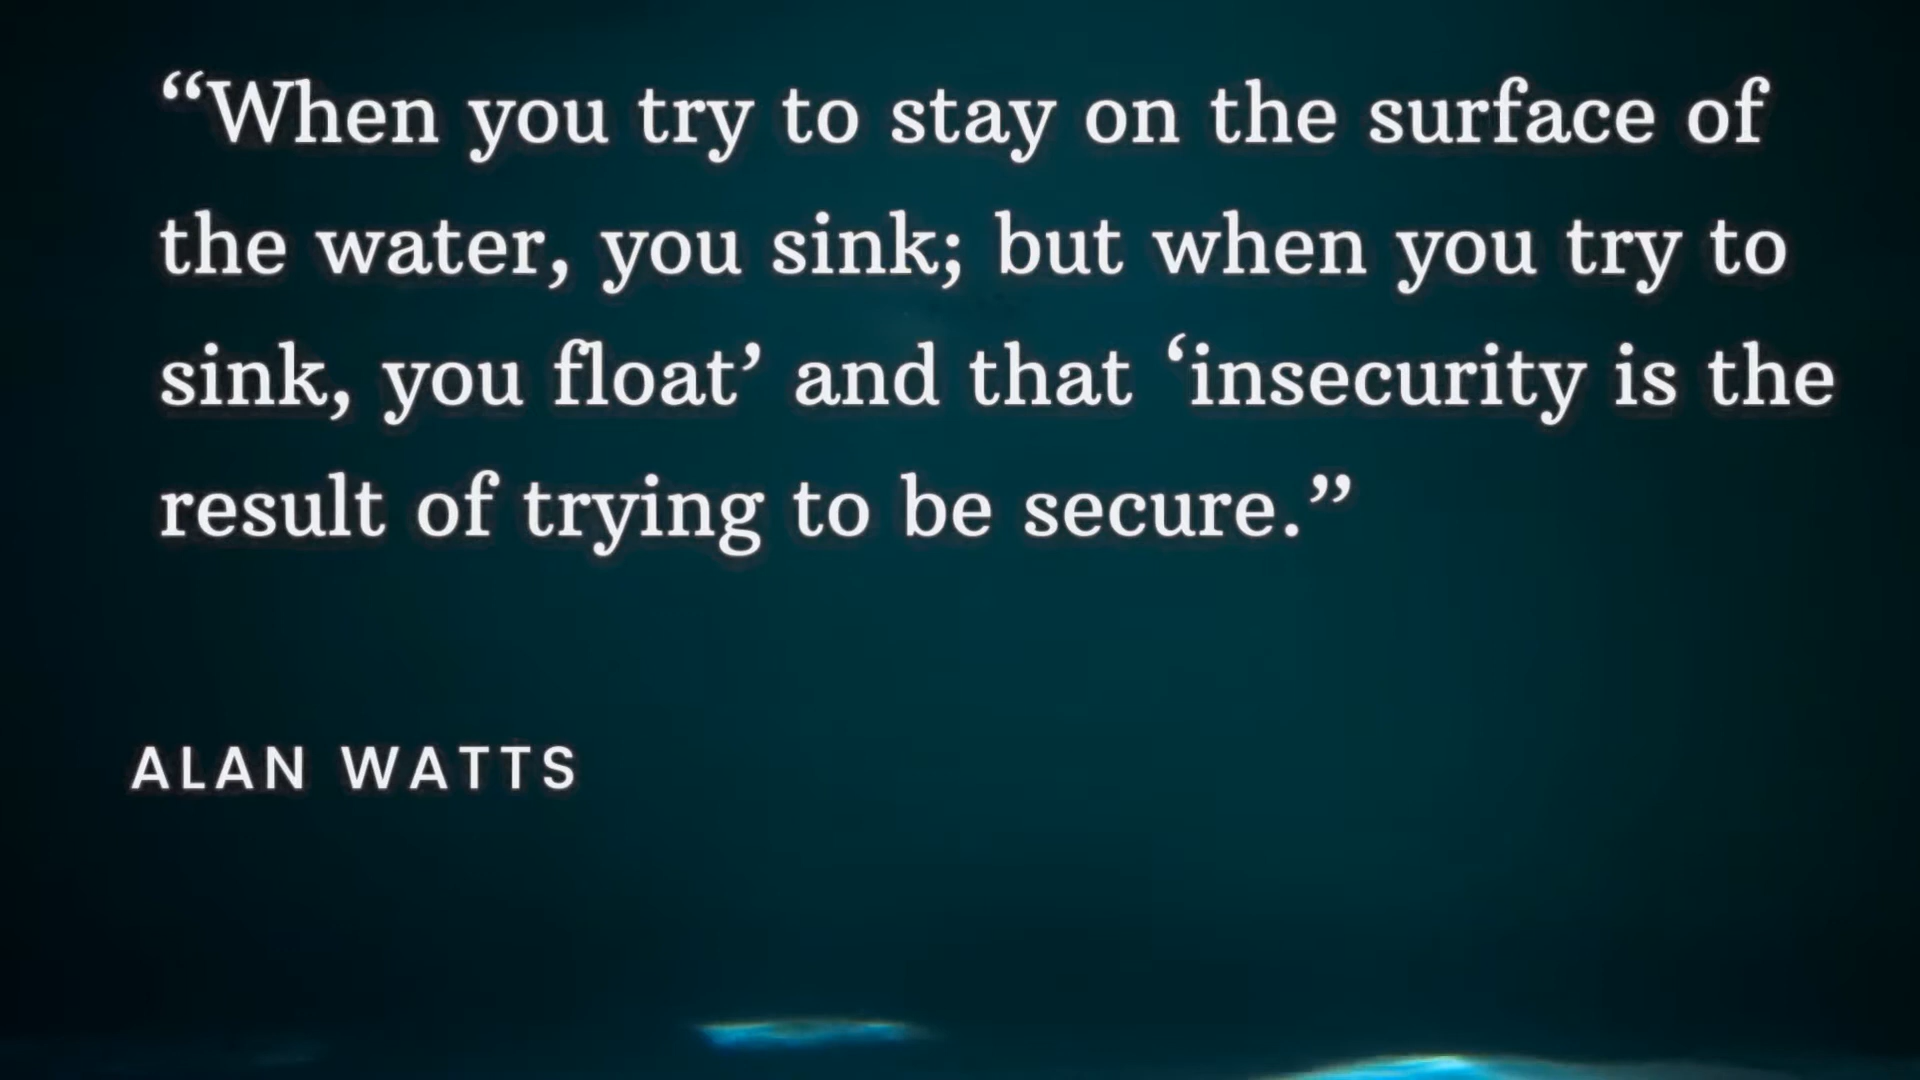 “When you try to stay on the surface of
the water, you sink; but when you try to
sink, you float’ and that ‘insecurity is the
result of trying to be secure.”
ALAN WATTS